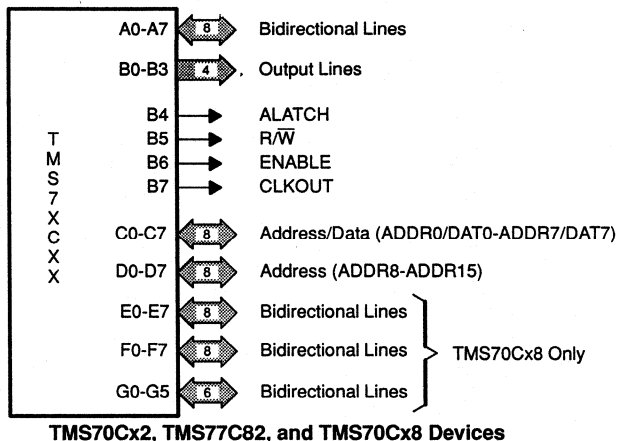 A0-A7 8 Bidirectional Lines
B0-B3 4 Output Lines
B4 ALATCH
B5 R/W̅
B6 ENABLE
B7 CLKOUT
TMS7XCXX
C0-C7 8 Address/Data (ADDR0/DAT0-ADDR7/DAT7)
D0-D7 8 Address (ADDR8-ADDR15)
E0-E7 8 Bidirectional Lines
F0-F7 8 Bidirectional Lines
TMS70Cx8 Only
G0-G5 6 Bidirectional Lines
TMS70Cx2, TMS77C82, and TMS70Cx8 Devices